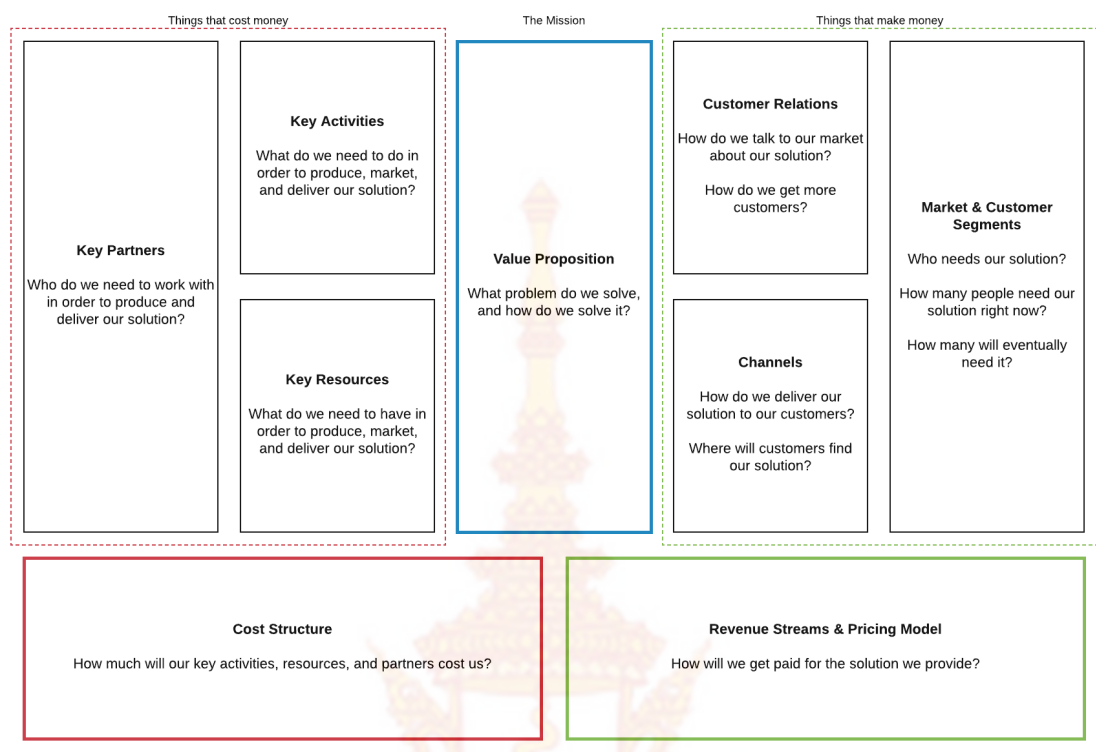 Things that cost money
The Mission
Things that make money
Key Partners
Who do we need to work with
in order to produce and
deliver our solution?
Key Activities
What do we need to do in
order to produce, market,
and deliver our solution?
Key Resources
What do we need to have in
order to produce, market,
and deliver our solution?
Value Proposition
What problem do we solve,
and how do we solve it?
Customer Relations
How do we talk to our market
about our solution?
How do we get more
customers?
Channels
How do we deliver our
solution to our customers?
Where will customers find
our solution?
Market & Customer
Segments
Who needs our solution?
How many people need our
solution right now?
How many will eventually
need it?
Cost Structure
How much will our key activities, resources, and partners cost us?
Revenue Streams & Pricing Model
How will we get paid for the solution we provide?